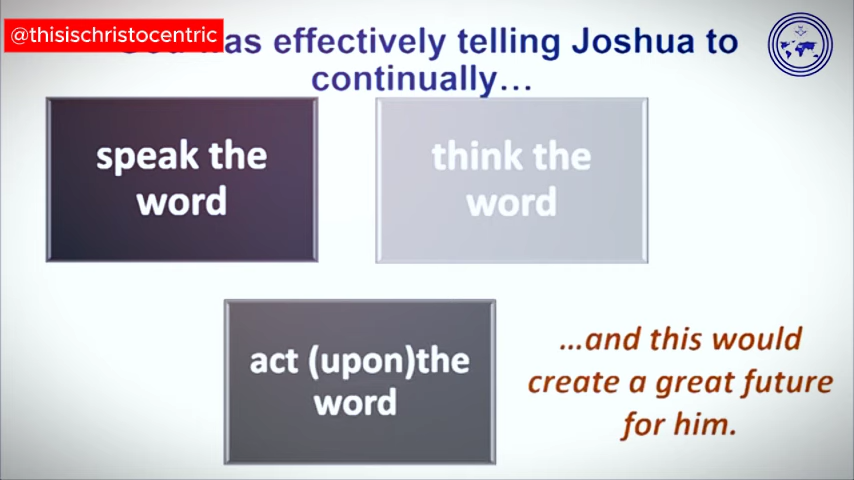 @thisischristocentric
was effectively telling Joshua to
continually...
speak the
word
think the
word
act (upon)the
word
...and this would
create a great future
for him.